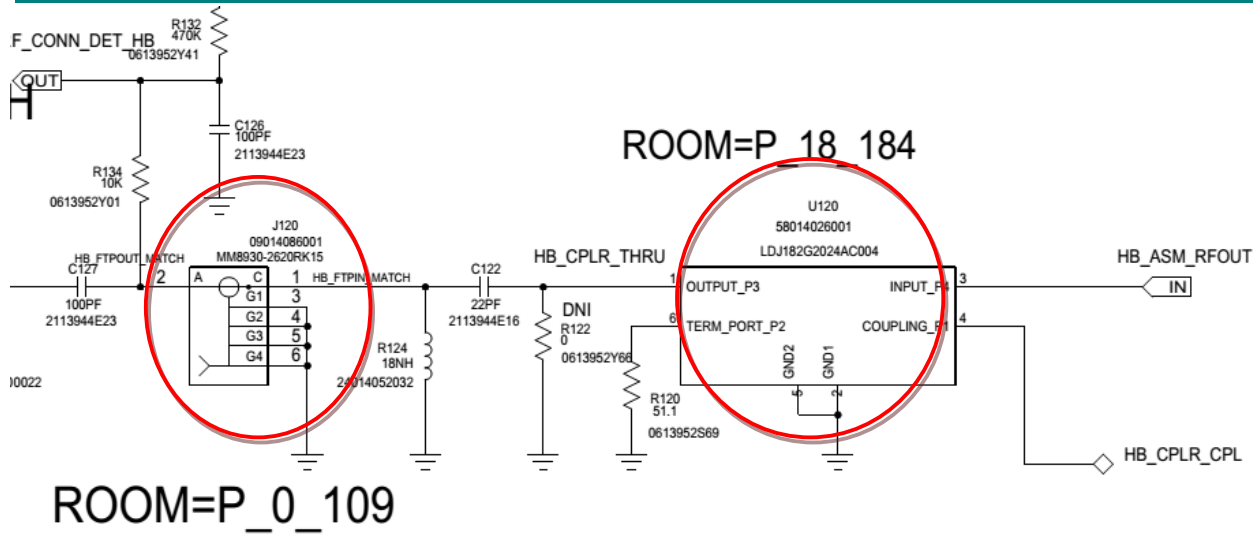 R132
470K
0613952Y41
F_CONN_DET_HB
OUT
H
C126
100PF
2113944E23
R134
10K
0613952Y01
ROOM=P_18_184
J120
09014086001
MM8930-2620RK15
U120
58014026001
LDJ182G2024AC004
HB_FTPOUT_MATCH
C127
100PF
2113944E23
2
A
C
1
HB_FTPIN_MATCH
G1
3
G2
4
G3
5
G4
6
C122
22PF
2113944E16
HB_CPLR_THRU
1
OUTPUT_P3
INPUT_P4
3
HB_ASM_RFOUT
IN
6
TERM_PORT_P2
COUPLING_P1
4
GND2
GND1
5
2
DNI
R122
0
0613952Y66
R124
18NH
24014052032
R120
51.1
0613952S69
00022
HB_CPLR_CPL
ROOM=P_0_109